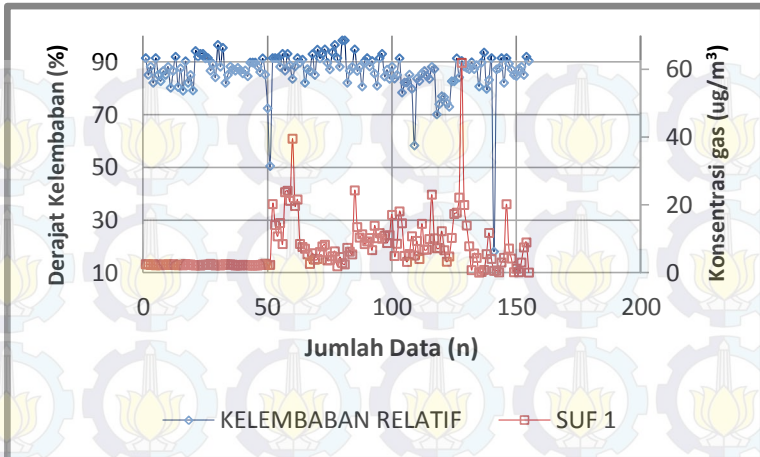 Derajat Kelembaban (%)
90
70
50
30
10
60
40
20
0
Konsentrasi gas (ug/m³)
0
50
100
150
200
Jumlah Data (n)
KELEMBABAN RELATIF
SUF 1